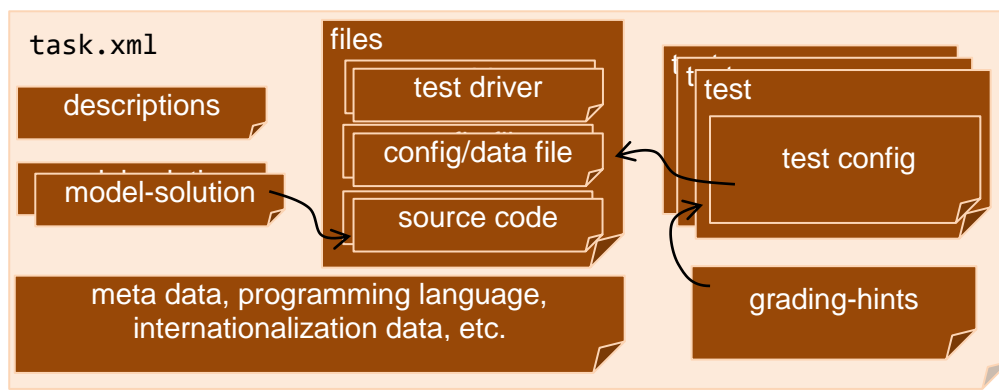 task.xml
files
test driver
config/data file
source code
descriptions
model-solution
test
test config
meta data, programming language,
internationalization data, etc.
grading-hints